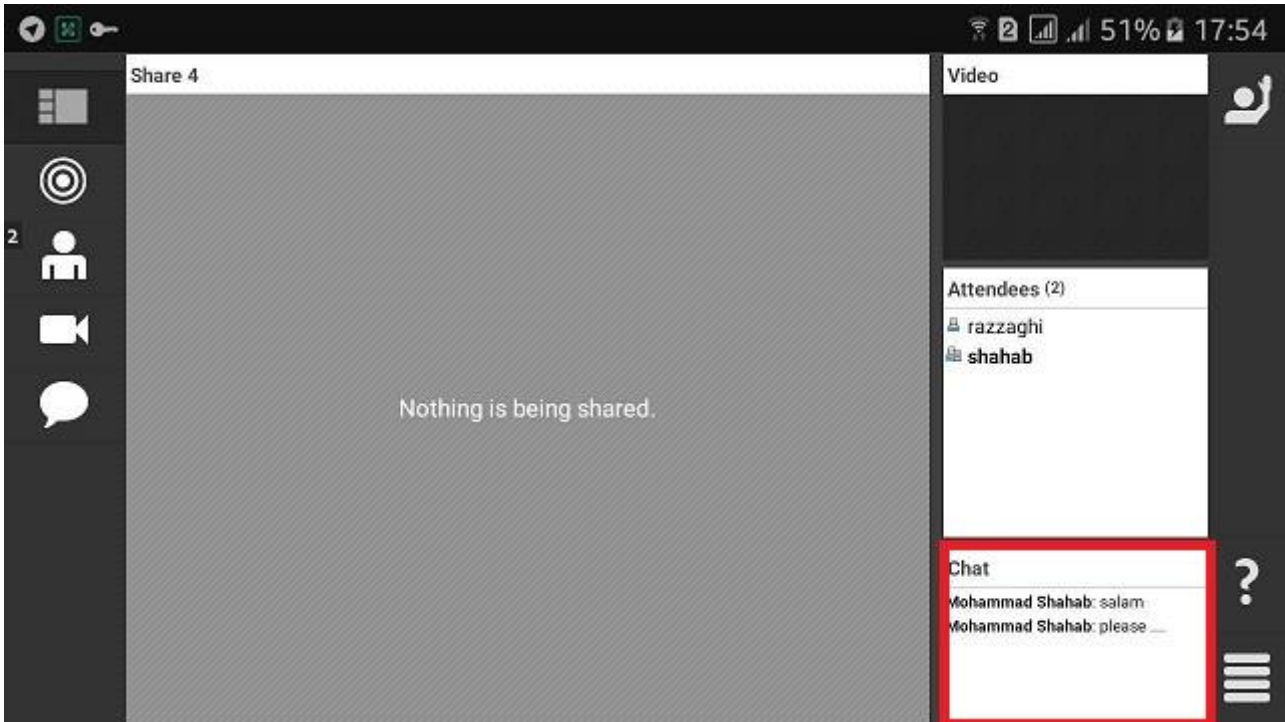 2 51% 17:54
Share 4
Video
2
Nothing is being shared.
Attendees (2)
razzaghi
shahab
Chat
Mohammad Shahab: salam
Mohammad Shahab: please ...
?